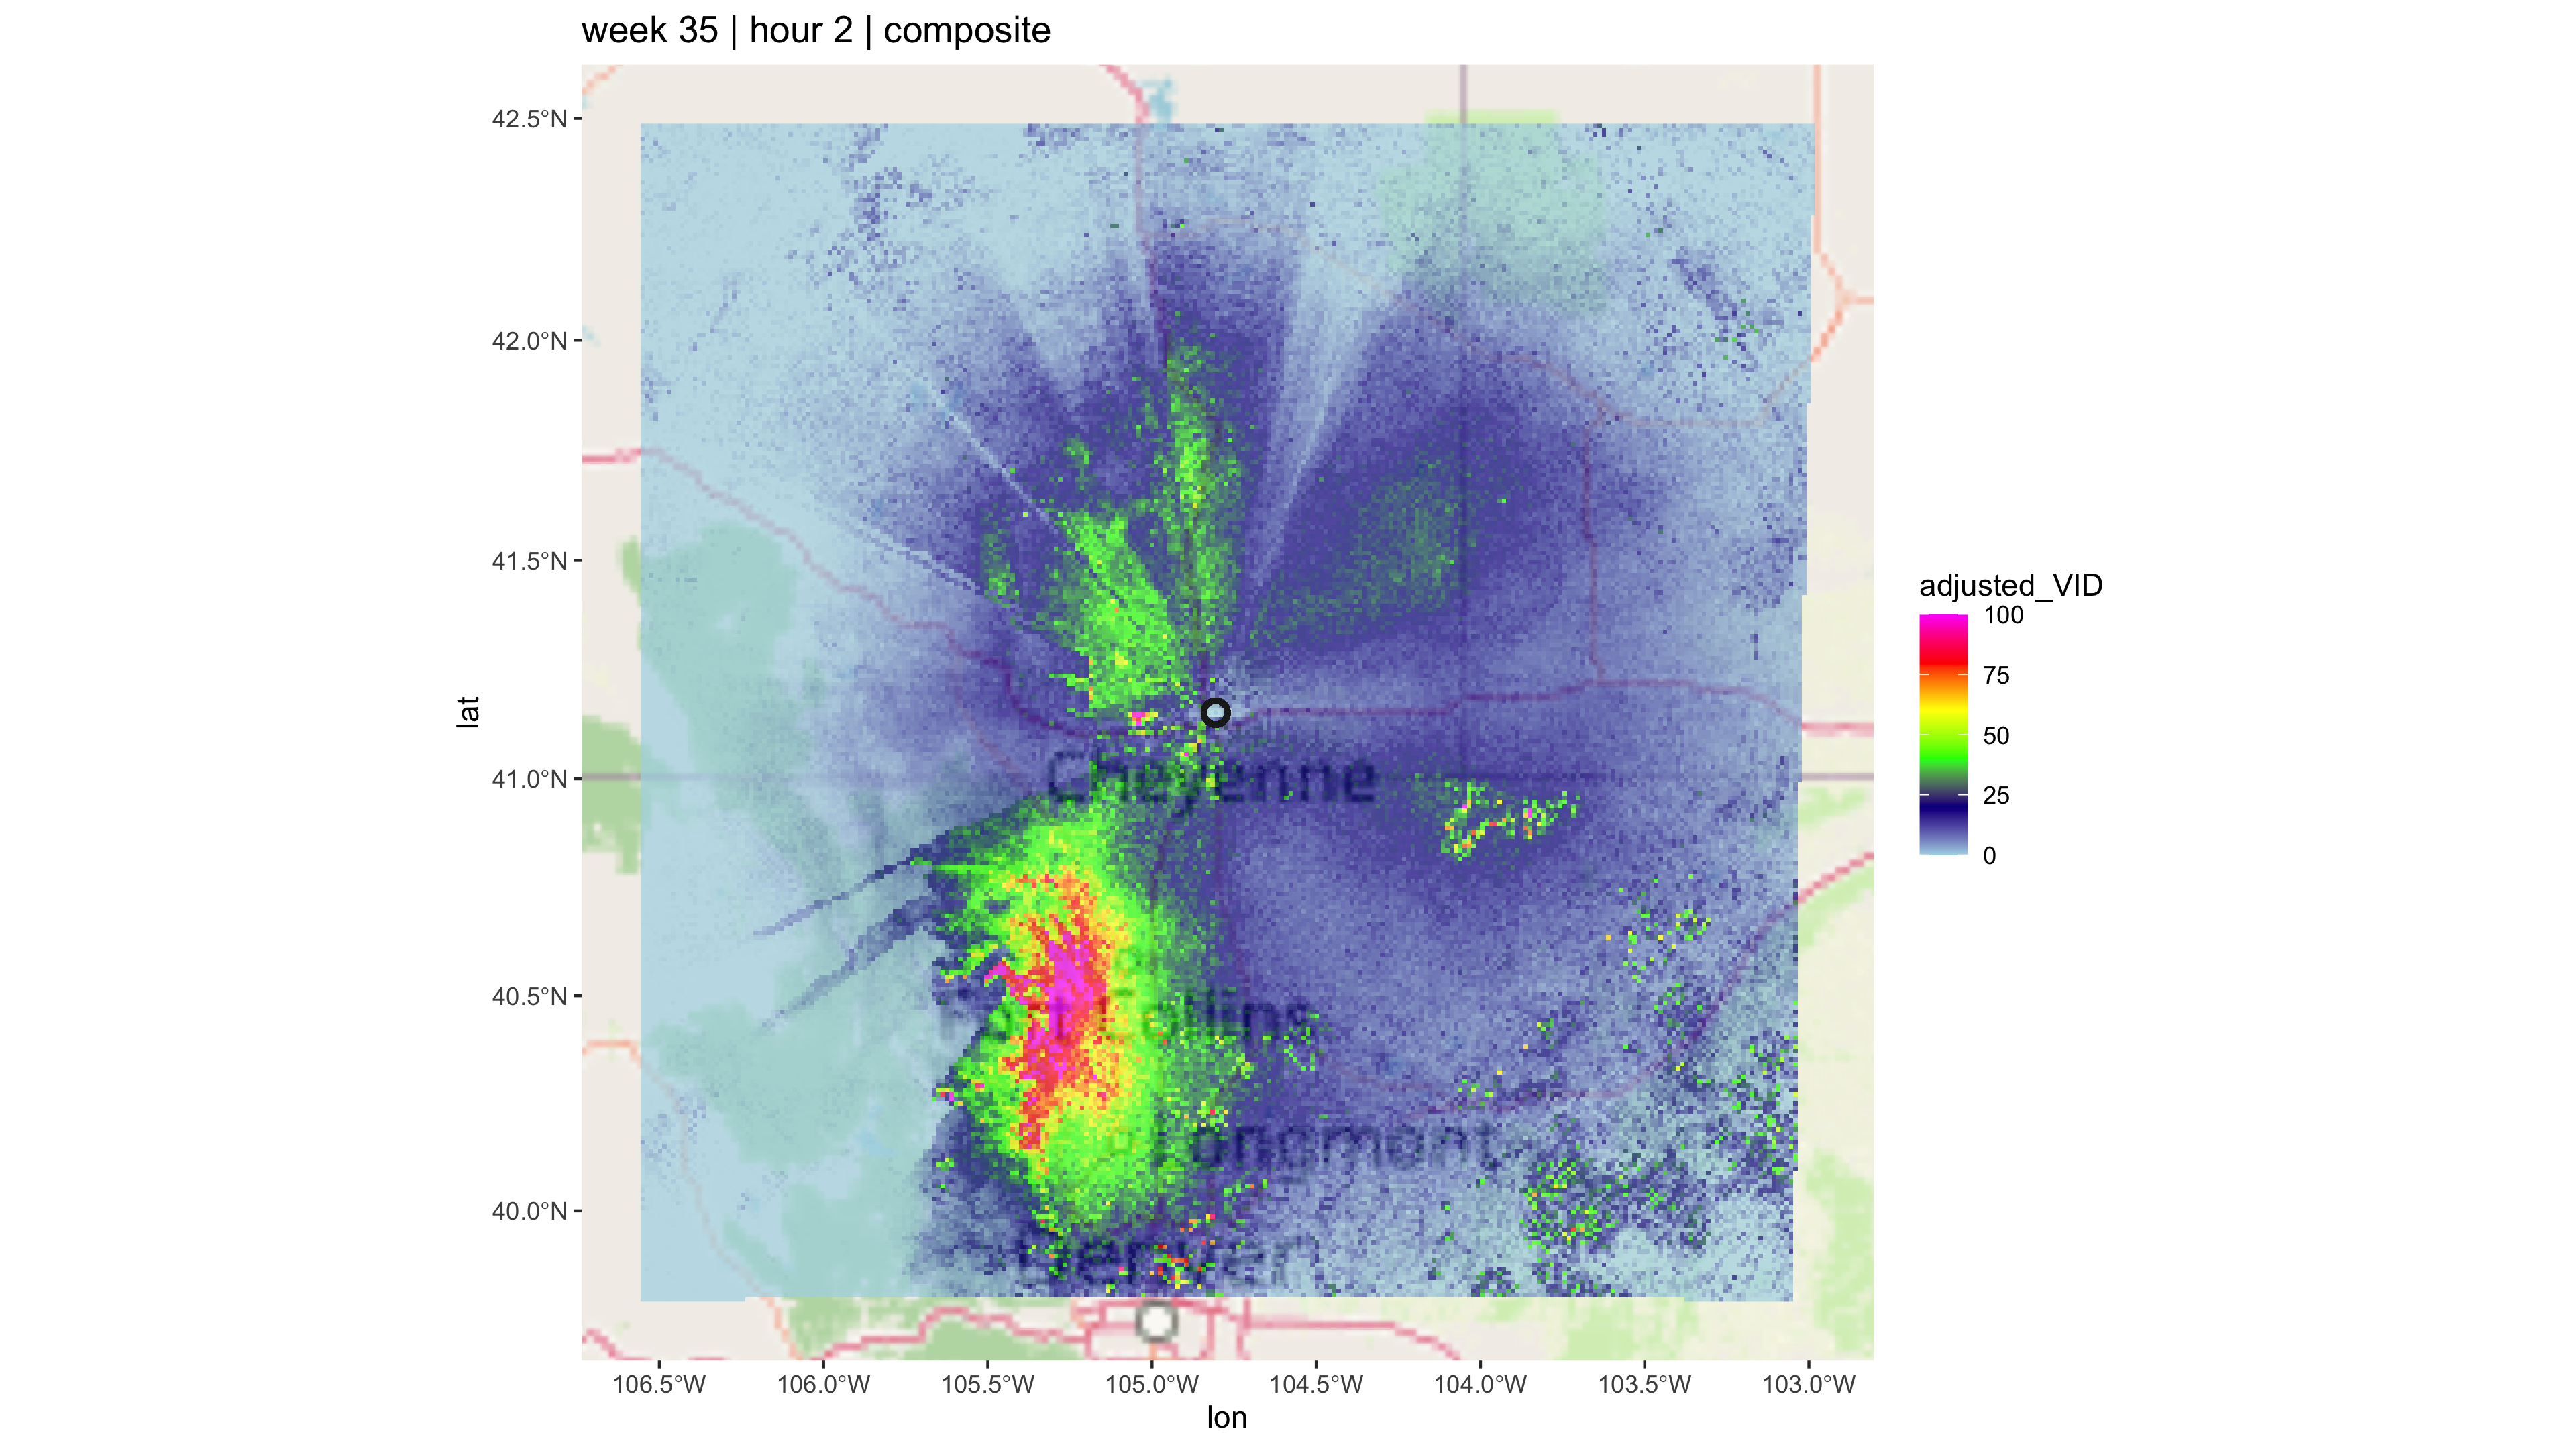 week 35 | hour 2 | composite
42.5°N
42.0°N
41.5°N
41.0°N
40.5°N
40.0°N
lat
Cheyenne
Fort Collins
Longmont
Denver
106.5°W 106.0°W 105.5°W 105.0°W 104.5°W 104.0°W 103.5°W 103.0°W
lon
adjusted_VID
100
75
50
25
0